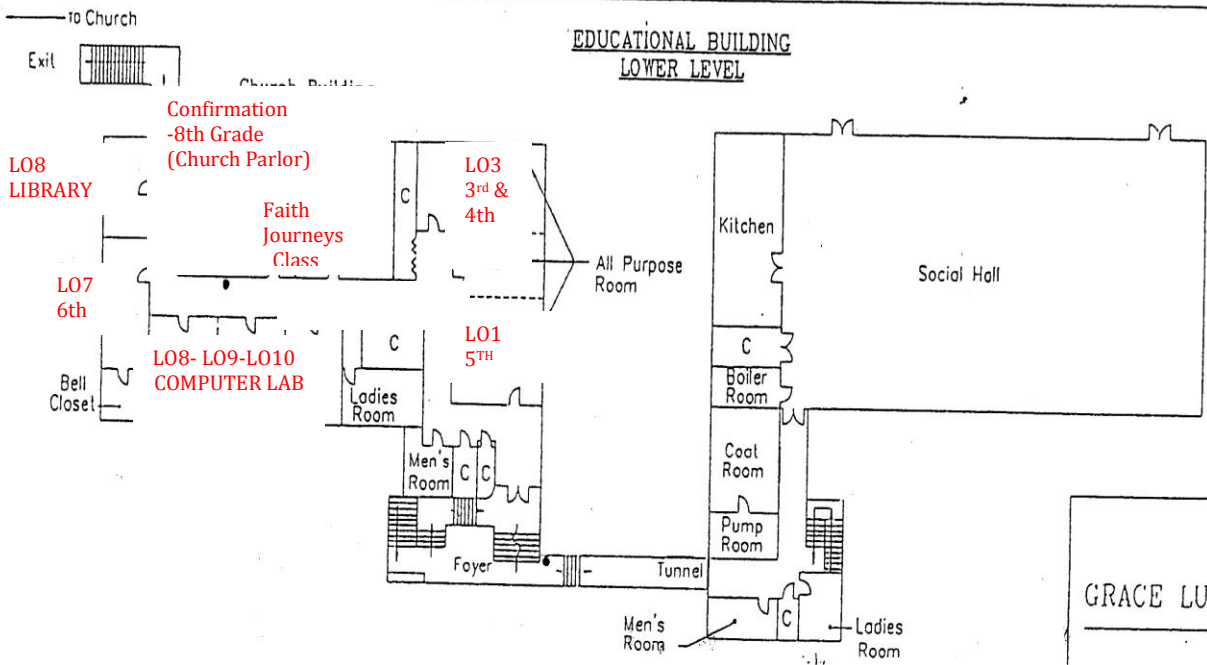 TO Church
EDUCATIONAL BUILDING
LOWER LEVEL
Exit
Church Building
Confirmation
-8th Grade
(Church Parlor)
LO8
LIBRARY
C
LO3
3rd &
4th
Faith
Journeys
Class
Kitchen
All Purpose
Room
Social Hall
LO7
6th
LO1
5TH
LO8- LO9-LO10
COMPUTER LAB
C
C
Bell
Closet
Ladies
Room
Boiler
Room
Men's
Room
C
C
Coat
Room
Pump
Room
Foyer
Tunnel
GRACE LU
Men's
Room
C
Ladies
Room